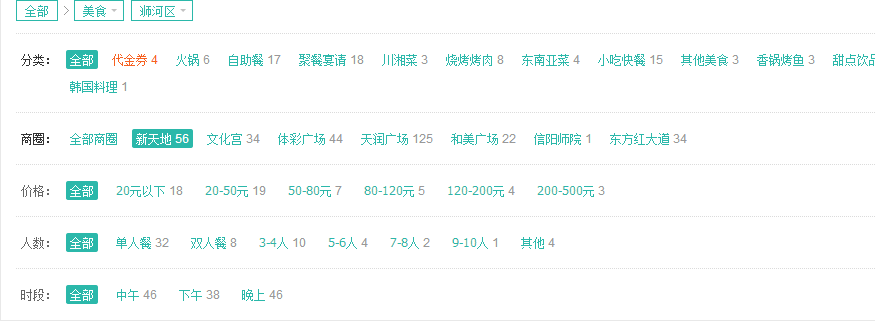 全部 > 美食 浉河区
分类： 全部 代金券 4 火锅 6 自助餐 17 聚餐宴请 18 川湘菜 3 烧烤烤肉 8 东南亚菜 4 小吃快餐 15 其他美食 3 香锅烤鱼 3 甜点饮品
韩国料理 1
商圈： 全部商圈 新天地 56 文化宫 34 体彩广场 44 天润广场 125 和美广场 22 信阳师院 1 东方红大道 34
价格： 全部 20元以下 18 20-50元 19 50-80元 7 80-120元 5 120-200元 4 200-500元 3
人数： 全部 单人餐 32 双人餐 8 3-4人 10 5-6人 4 7-8人 2 9-10人 1 其他 4
时段： 全部 中午 46 下午 38 晚上 46